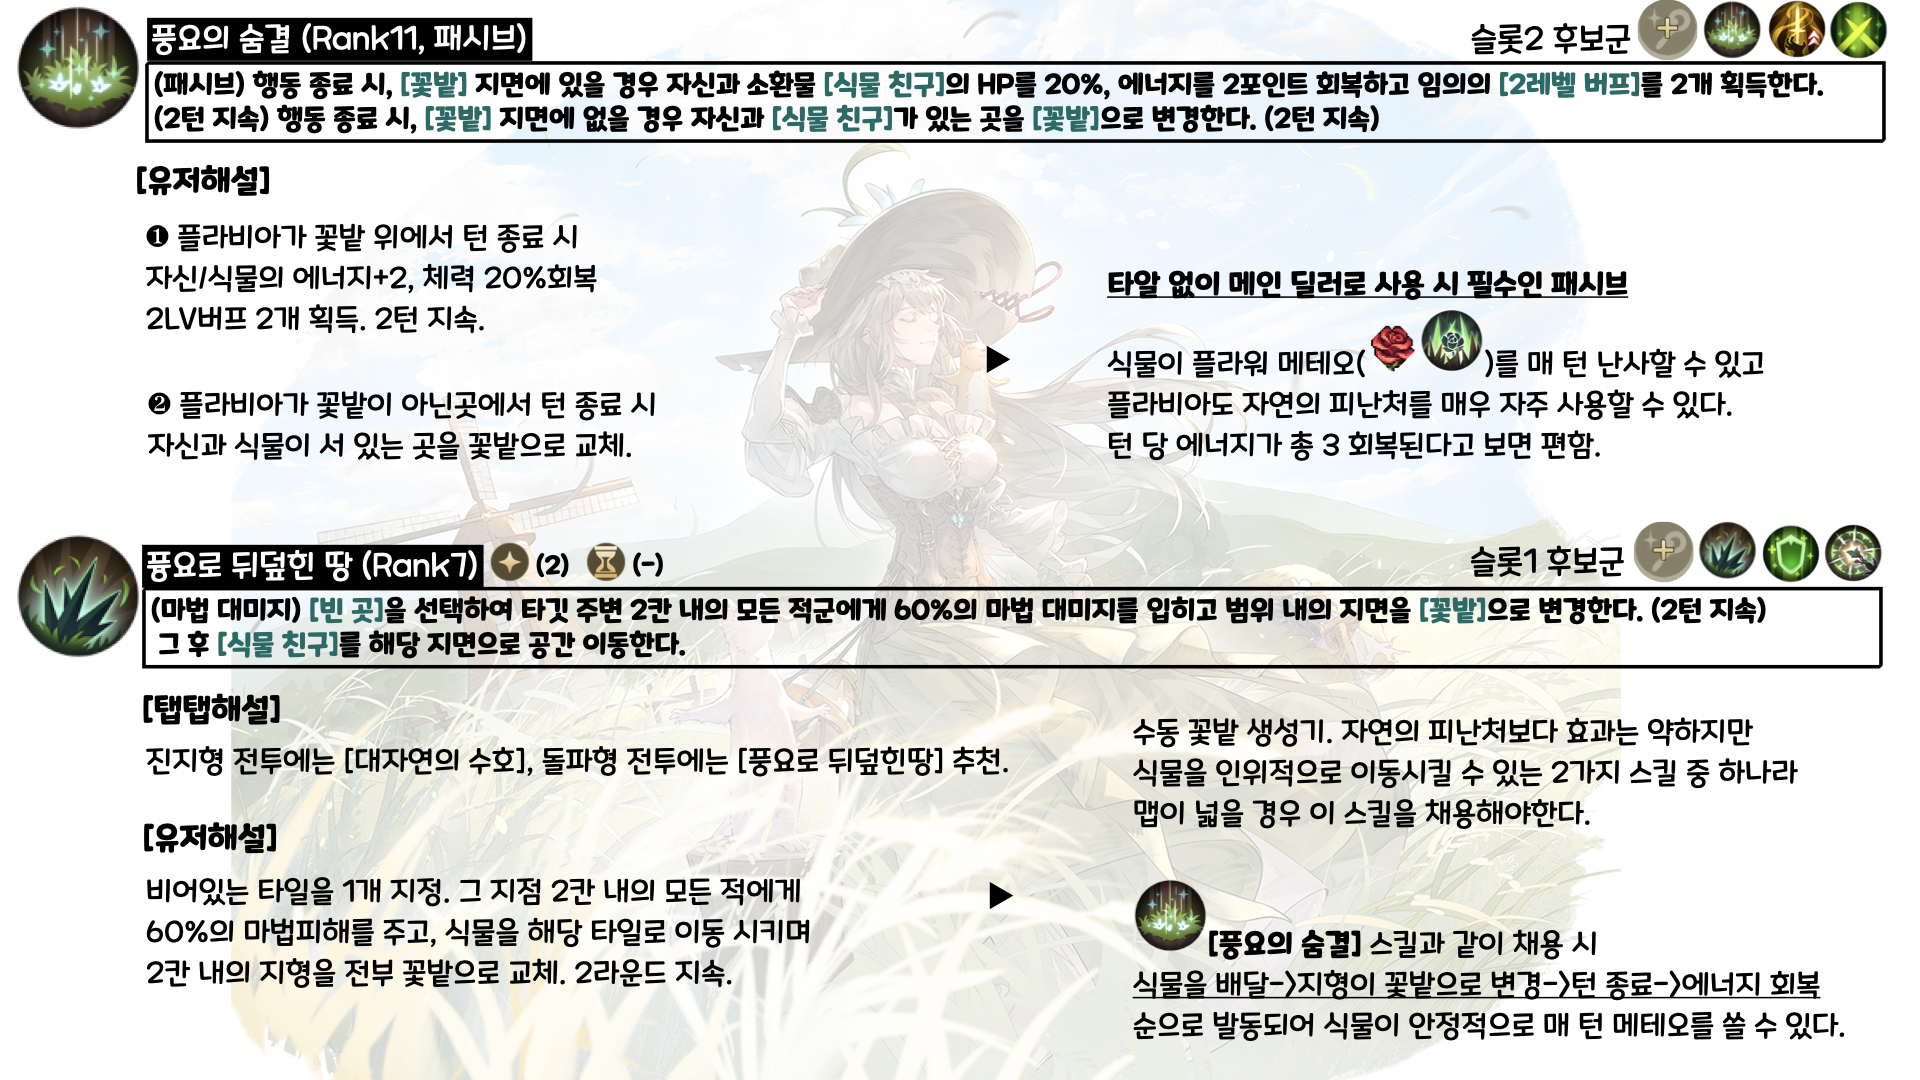 풍요의 숨결 (Rank11, 패시브)
슬롯2 후보군
(패시브) 행동 종료 시, [꽃밭] 지면에 있을 경우 자신과 소환물 [식물 친구]의 HP를 20%, 에너지를 2포인트 회복하고 임의의 [2레벨 버프]를 2개 획득한다.
(2턴 지속) 행동 종료 시, [꽃밭] 지면에 없을 경우 자신과 [식물 친구]가 있는 곳을 [꽃밭]으로 변경한다. (2턴 지속)
[유저해설]
❶ 플라비아가 꽃밭 위에서 턴 종료 시
자신/식물의 에너지+2, 체력 20%회복
2LV버프 2개 획득. 2턴 지속.
❷ 플라비아가 꽃밭이 아닌곳에서 턴 종료 시
자신과 식물이 서 있는 곳을 꽃밭으로 교체.
▶
타알 없이 메인 딜러로 사용 시 필수인 패시브
식물이 플라워 메테오( )를 매 턴 난사할 수 있고
플라비아도 자연의 피난처를 매우 자주 사용할 수 있다.
턴 당 에너지가 총 3 회복된다고 보면 편함.
풍요로 뒤덮힌 땅 (Rank7) (2) (-)
슬롯1 후보군
(마법 대미지) [빈 곳]을 선택하여 타깃 주변 2칸 내의 모든 적군에게 60%의 마법 대미지를 입히고 범위 내의 지면을 [꽃밭]으로 변경한다. (2턴 지속)
그 후 [식물 친구]를 해당 지면으로 공간 이동한다.
[탭탭해설]
진지형 전투에는 [대자연의 수호], 돌파형 전투에는 [풍요로 뒤덮힌땅] 추천.
[유저해설]
비어있는 타일을 1개 지정. 그 지점 2칸 내의 모든 적에게
60%의 마법피해를 주고, 식물을 해당 타일로 이동 시키며
2칸 내의 지형을 전부 꽃밭으로 교체. 2라운드 지속.
▶
수동 꽃밭 생성기. 자연의 피난처보다 효과는 약하지만
식물을 인위적으로 이동시킬 수 있는 2가지 스킬 중 하나라
맵이 넓을 경우 이 스킬을 채용해야한다.
[풍요의 숨결] 스킬과 같이 채용 시
식물을 배달->지형이 꽃밭으로 변경->턴 종료->에너지 회복
순으로 발동되어 식물이 안정적으로 매 턴 메테오를 쏠 수 있다.